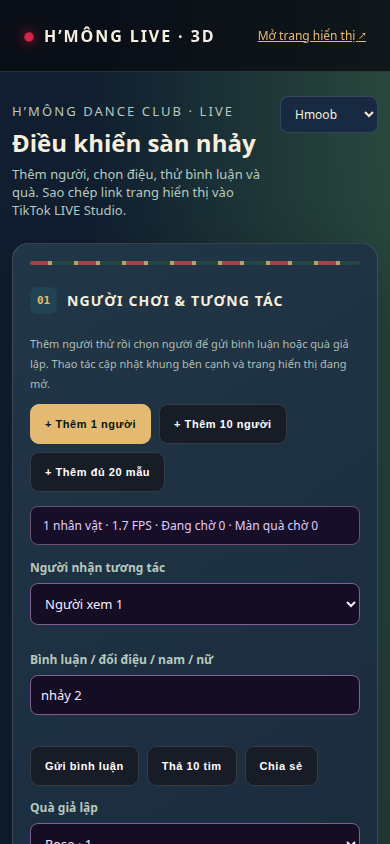 H’MÔNG LIVE · 3D
Mở trang hiển thị ↗
H’MÔNG DANCE CLUB · LIVE
Hmoob
Điều khiển sàn nhảy
Thêm người, chọn điệu, thử bình luận và
quà. Sao chép link trang hiển thị vào
TikTok LIVE Studio.
01 NGƯỜI CHƠI & TƯƠNG TÁC
Thêm người thử rồi chọn người để gửi bình luận hoặc quà giả
lập. Thao tác cập nhật khung bên cạnh và trang hiển thị đang
mở.
+ Thêm 1 người
+ Thêm 10 người
+ Thêm đủ 20 mẫu
1 nhân vật · 1.7 FPS · Đang chờ 0 · Màn quà chờ 0
Người nhận tương tác
Người xem 1
Bình luận / đổi điệu / nam / nữ
nhảy 2
Gửi bình luận
Thả 10 tim
Chia sẻ
Quà giả lập
Rose · 1